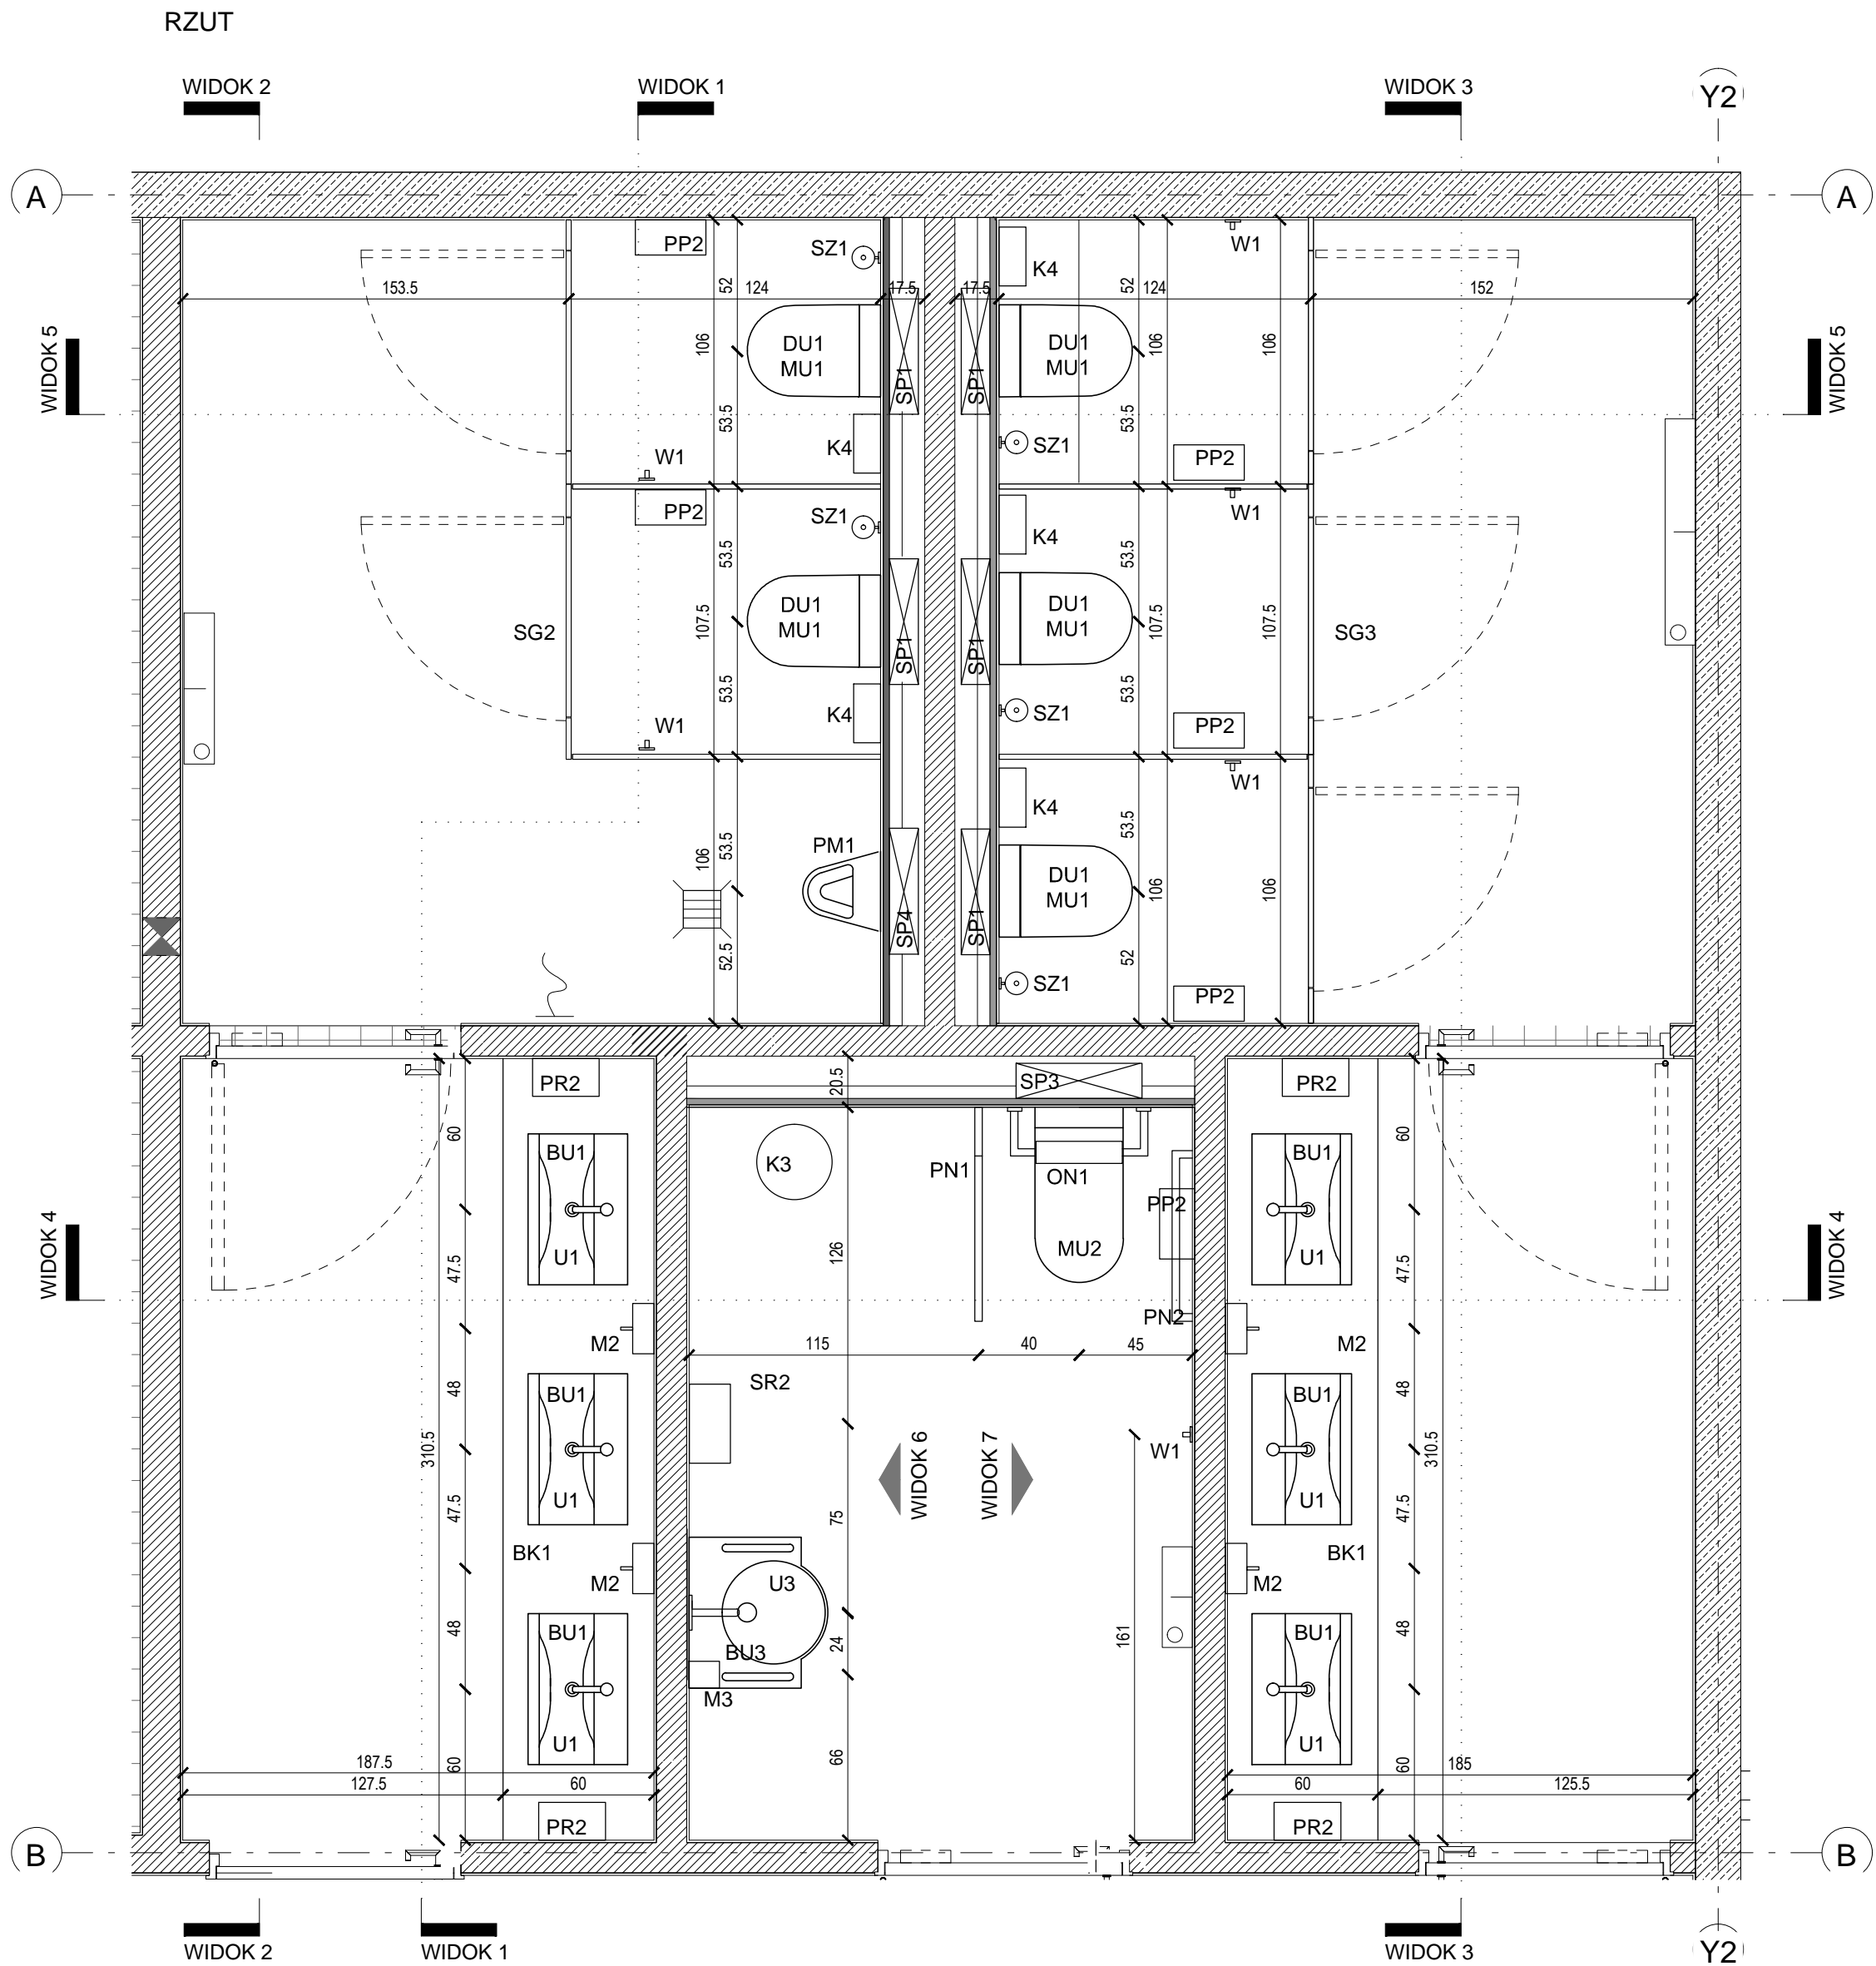 RZUT
WIDOK 2
WIDOK 1
WIDOK 3
Y2
A
A
PP2
SZ1
W1
K4
52
52
153.5
124
17.5
17.5
124
152
WIDOK 5
WIDOK 5
106
DU1
MU1
SP1
SP1
DU1
MU1
106
106
53.5
53.5
W1
K4
SZ1
PP2
PP2
SZ1
W1
K4
53.5
53.5
SG2
107.5
DU1
MU1
SP1
SP1
DU1
MU1
107.5
107.5
SG3
53.5
53.5
W1
K4
SZ1
PP2
W1
K4
PM1
53.5
53.5
106
DU1
MU1
106
106
SP4
SP1
52.5
52
SZ1
PP2
PR2
20.5
SP3
PR2
60
BU1
K3
PN1
ON1
BU1
60
PP2
WIDOK 4
WIDOK 4
47.5
U1
126
MU2
U1
47.5
PN2
M2
115
40
45
M2
48
BU1
SR2
BU1
48
310.5
W1
310.5
WIDOK 6
WIDOK 7
47.5
U1
75
U1
47.5
BK1
BK1
M2
U3
M2
48
BU1
24
161
BU1
48
BU3
M3
U1
66
U1
60
60
187.5
185
127.5
60
60
125.5
PR2
PR2
B
B
WIDOK 2
WIDOK 1
WIDOK 3
Y2